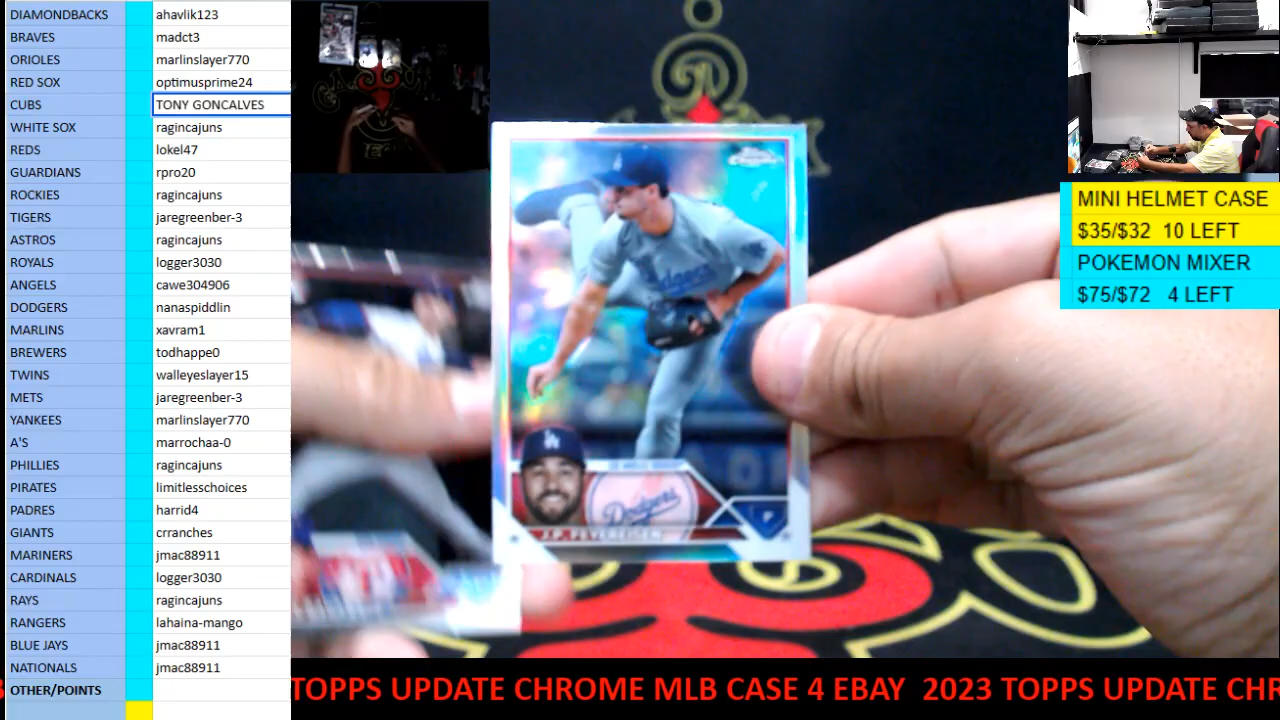 DIAMONDBACKS ahavlik123
BRAVES madct3
ORIOLES marlinslayer770
RED SOX optimusprime24
CUBS TONY GONCALVES
WHITE SOX ragincajuns
REDS lokel47
GUARDIANS rpro20
ROCKIES ragincajuns
TIGERS jaregreenber-3
ASTROS ragincajuns
ROYALS logger3030
ANGELS cawe304906
DODGERS nanaspiddlin
MARLINS xavram1
BREWERS todhappe0
TWINS walleyeslayer15
METS jaregreenber-3
YANKEES marlinslayer770
A'S marrochaa-0
PHILLIES ragincajuns
PIRATES limitlesschoices
PADRES harrid4
GIANTS crranches
MARINERS jmac88911
CARDINALS logger3030
RAYS ragincajuns
RANGERS lahaina-mango
BLUE JAYS jmac88911
NATIONALS jmac88911
OTHER/POINTS
Dodgers
Dodgers
P
MINI HELMET CASE
$35/$32 10 LEFT
POKEMON MIXER
$75/$72 4 LEFT
TOPPS UPDATE CHROME MLB CASE 4 EBAY 2023 TOPPS UPDATE CHR